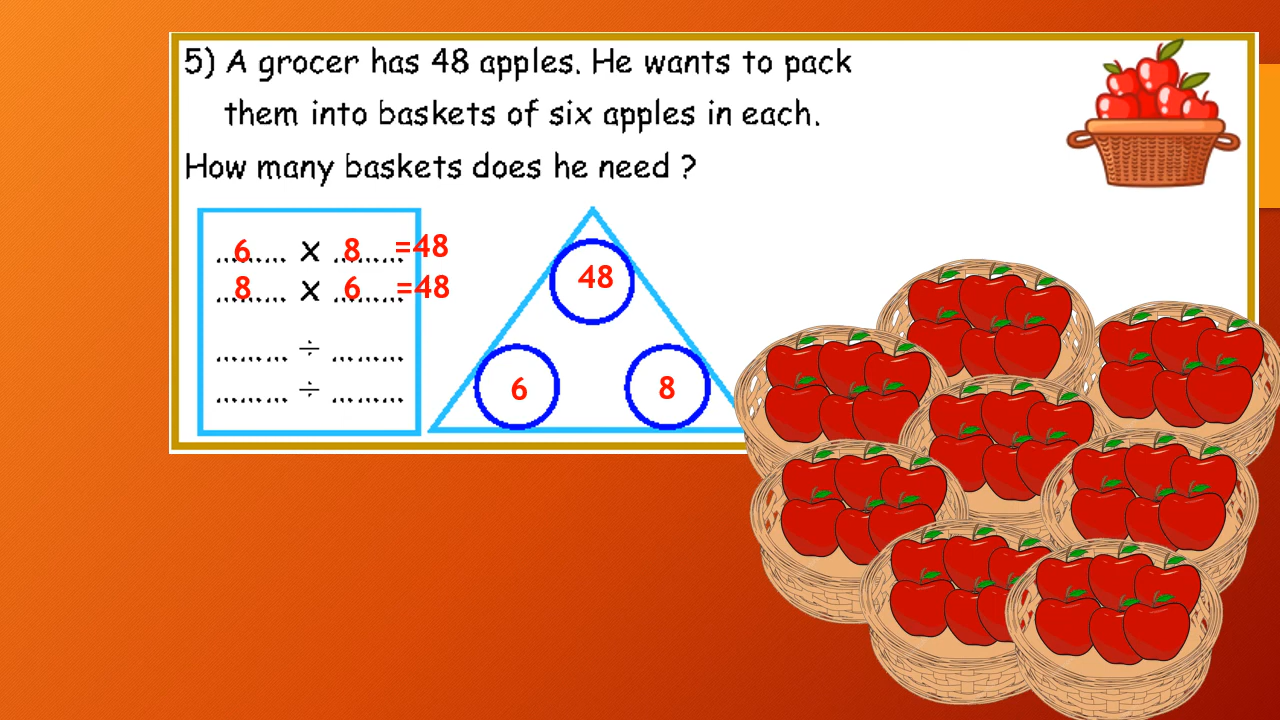 5) A grocer has 48 apples. He wants to pack
them into baskets of six apples in each.
How many baskets does he need ?
....6.... x ....8.... =48
....8.... x ....6.... =48
......... ÷ .........
......... ÷ .........
48
6
8